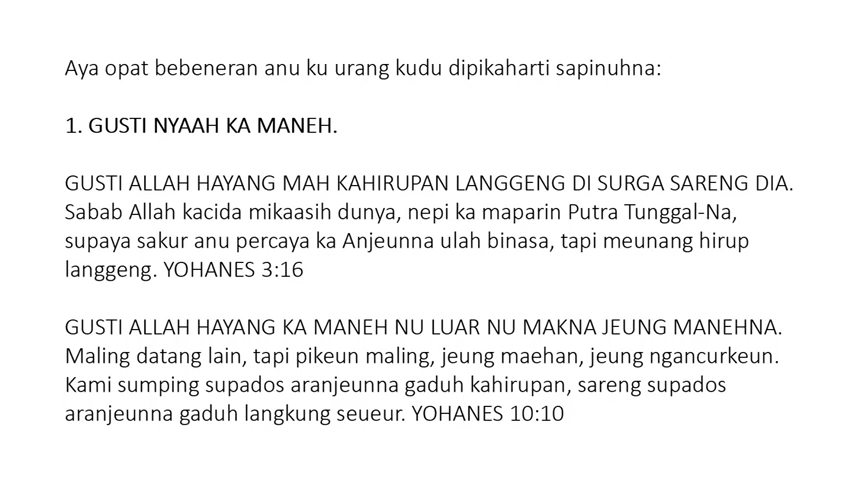 Aya opat bebeneran anu ku urang kudu dipikaharti sapinuhna:
1. GUSTI NYAAH KA MANEH.
GUSTI ALLAH HAYANG MAH KAHIRUPAN LANGGENG DI SURGA SARENG DIA.
Sabab Allah kacida mikaasih dunya, nepi ka maparin Putra Tunggal-Na,
supaya sakur anu percaya ka Anjeunna ulah binasa, tapi meunang hirup
langgeng. YOHANES 3:16
GUSTI ALLAH HAYANG KA MANEH NU LUAR NU MAKNA JEUNG MANEHNA.
Maling datang lain, tapi pikeun maling, jeung maehan, jeung ngancurkeun.
Kami sumping supados aranjeunna gaduh kahirupan, sareng supados
aranjeunna gaduh langkung seueur. YOHANES 10:10